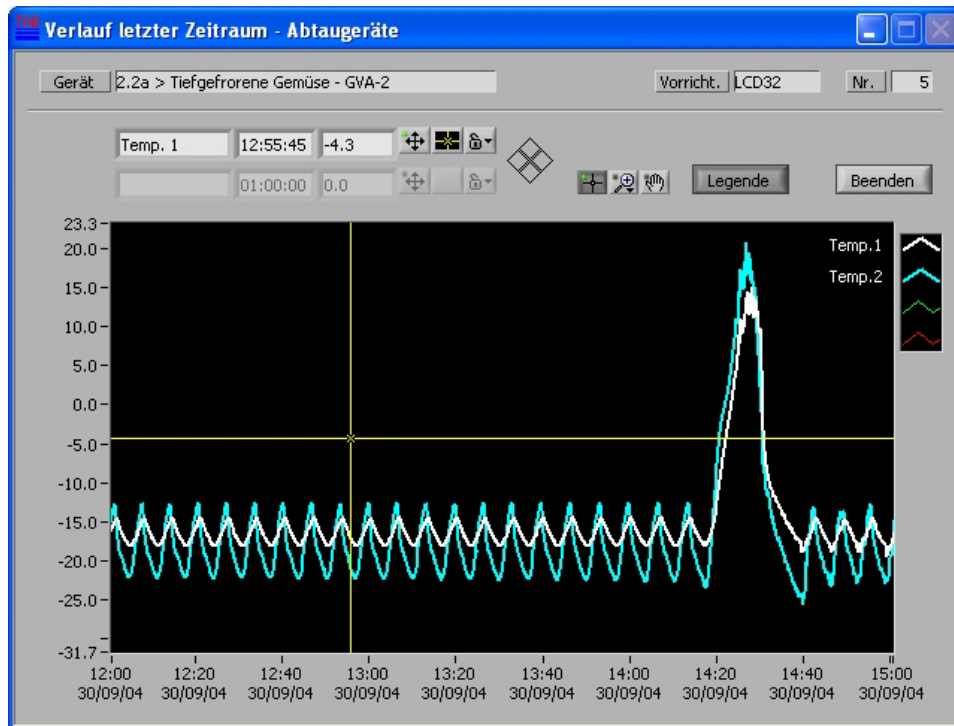 Verlauf letzter Zeitraum - Abtaugeräte
Gerät 2.2a > Tiefgefrorene Gemüse - GVA-2 Vorricht. LCD32 Nr. 5
Temp. 1 12:55:45 -4.3
01:00:00 0.0
Legende Beenden
Temp.1
Temp.2
23.3
20.0
15.0
10.0
5.0
0.0
-5.0
-10.0
-15.0
-20.0
-25.0
-31.7
12:00 12:20 12:40 13:00 13:20 13:40 14:00 14:20 14:40 15:00
30/09/04 30/09/04 30/09/04 30/09/04 30/09/04 30/09/04 30/09/04 30/09/04 30/09/04 30/09/04